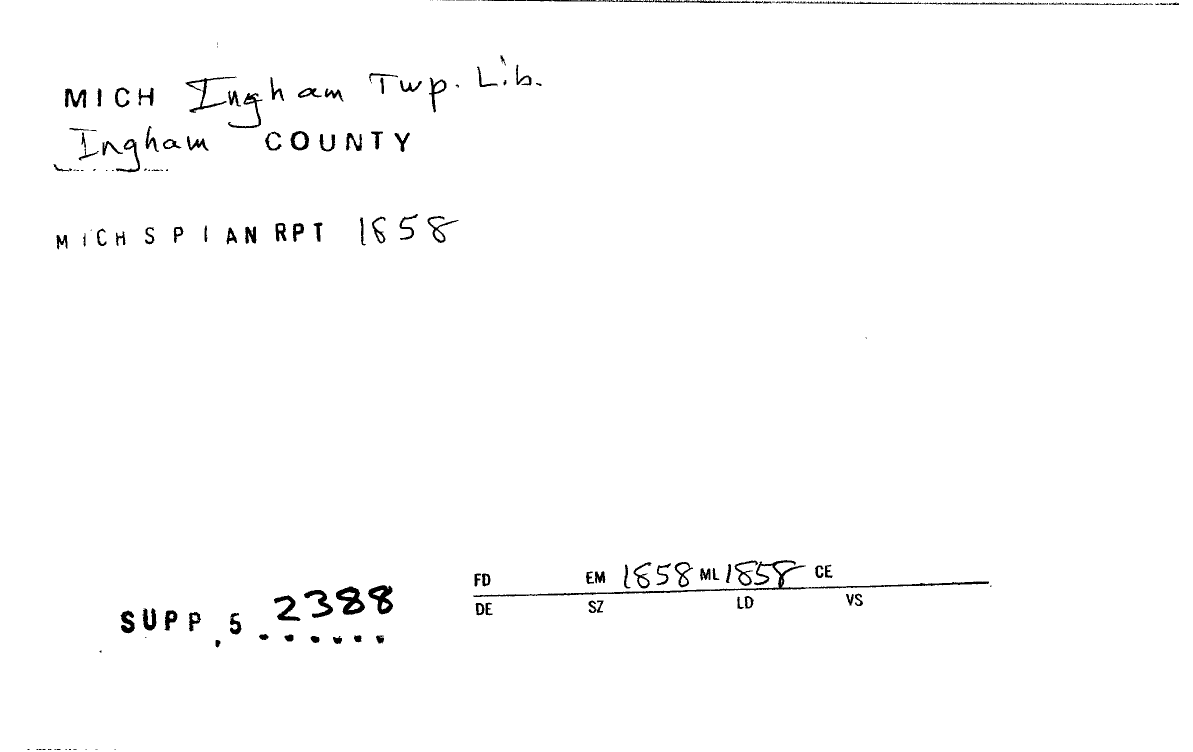 MICH Ingham Twp. Lib.
Ingham COUNTY
MICH S P I AN RPT 1858
FD EM 1858 ML 1858 CE
DE SZ LD VS
SUPP.5 2388